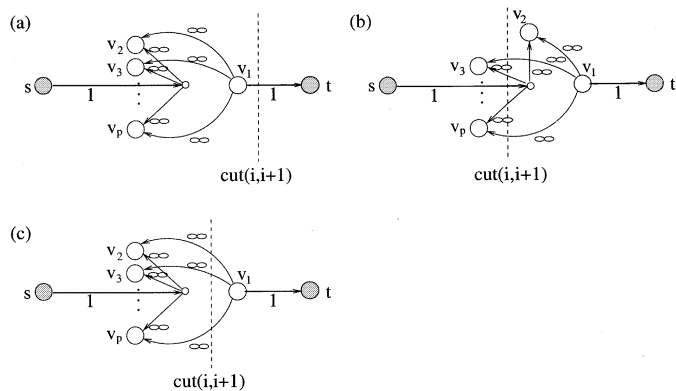 (a)
∞
v2
v3
∞
∞
v1
s
1
1
t
∞
vp
∞
cut(i,i+1)
(b)
v2
∞
v3
∞
∞
v1
s
1
1
t
∞
vp
∞
cut(i,i+1)
(c)
∞
v2
∞
∞
v3
v1
s
1
1
t
∞
vp
∞
cut(i,i+1)